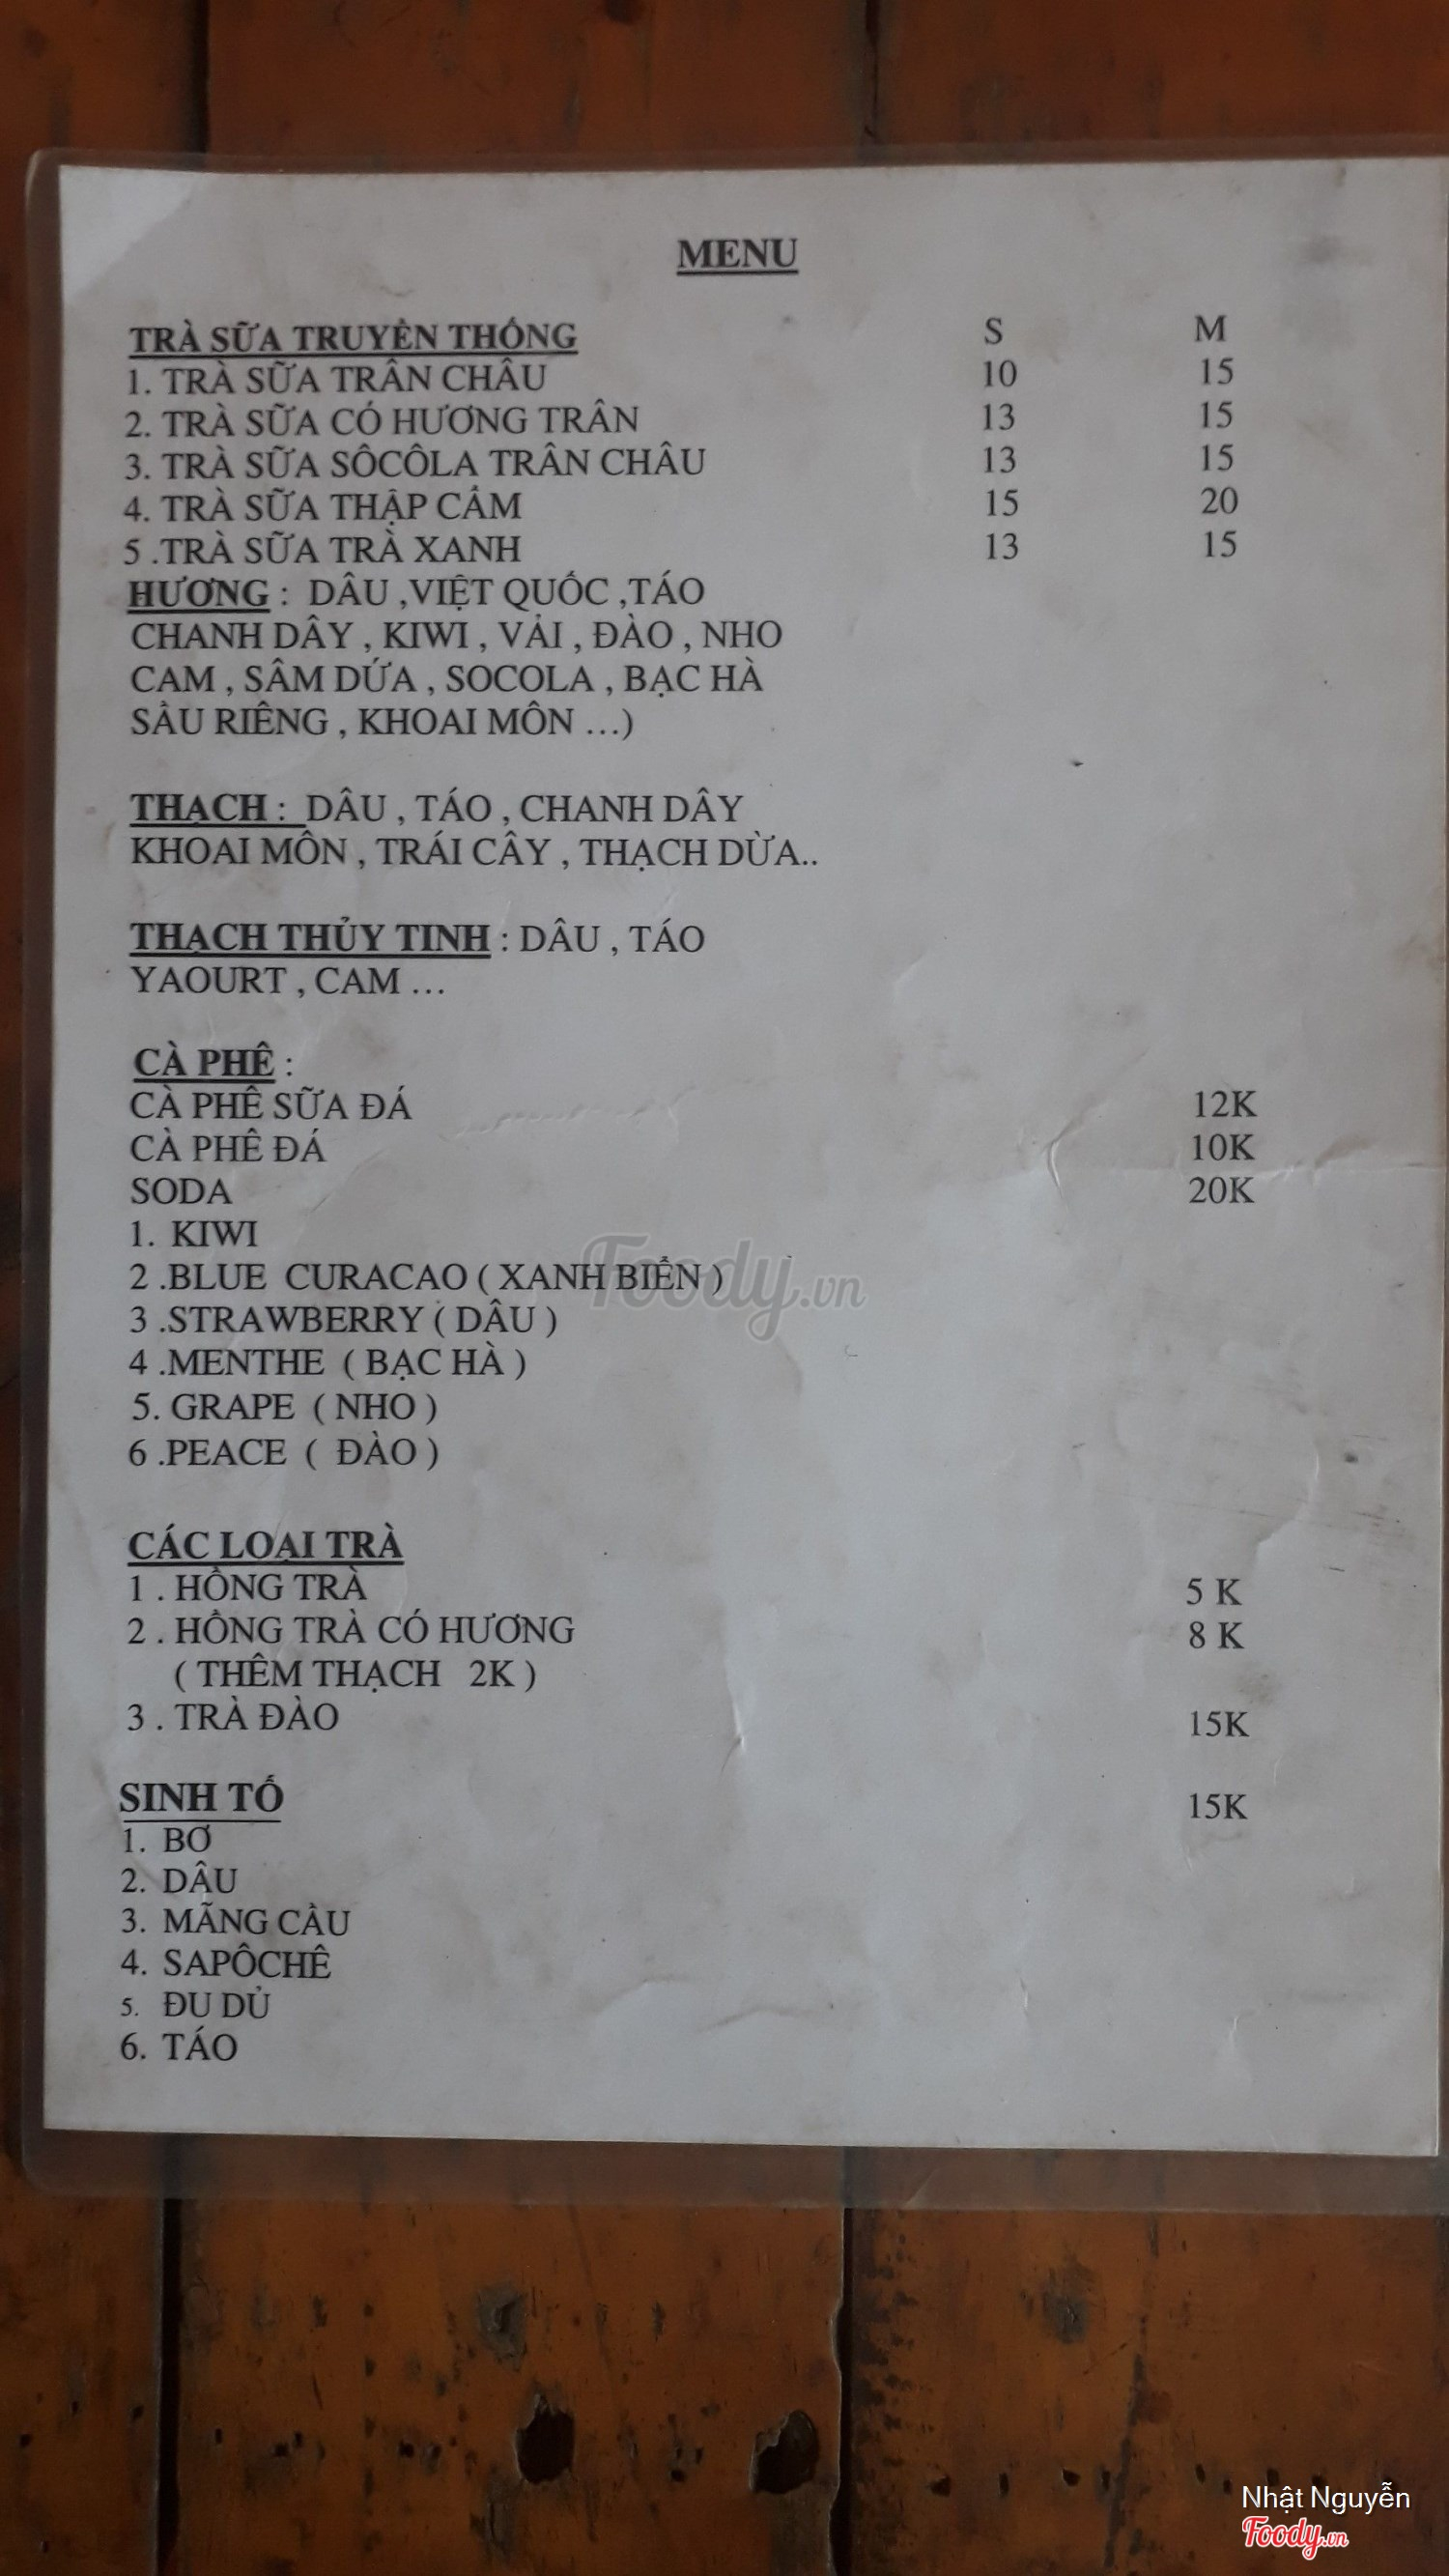 MENU
TRÀ SỮA TRUYỀN THỐNG S M
1. TRÀ SỮA TRÂN CHÂU 10 15
2. TRÀ SỮA CÓ HƯƠNG TRÂN 13 15
3. TRÀ SỮA SÔCÔLA TRÂN CHÂU 13 15
4. TRÀ SỮA THẬP CẨM 15 20
5 .TRÀ SỮA TRÀ XANH 13 15
HƯƠNG : DÂU ,VIỆT QUỐC ,TÁO
CHANH DÂY , KIWI , VẢI , ĐÀO , NHO
CAM , SÂM DỨA , SOCOLA , BẠC HÀ
SẦU RIÊNG , KHOAI MÔN ...)
THẠCH : DÂU , TÁO , CHANH DÂY
KHOAI MÔN , TRÁI CÂY , THẠCH DỪA..
THẠCH THỦY TINH : DÂU , TÁO
YAOURT , CAM ...
CÀ PHÊ :
CÀ PHÊ SỮA ĐÁ 12K
CÀ PHÊ ĐÁ 10K
SODA 20K
1. KIWI
2 .BLUE CURACAO ( XANH BIỂN )
Foody.vn
3 .STRAWBERRY ( DÂU )
4 .MENTHE ( BẠC HÀ )
5. GRAPE ( NHO )
6 .PEACE ( ĐÀO )
CÁC LOẠI TRÀ
1 . HỒNG TRÀ 5 K
2 . HỒNG TRÀ CÓ HƯƠNG 8 K
( THÊM THẠCH 2K )
3 . TRÀ ĐÀO 15K
SINH TỐ 15K
1. BƠ
2. DÂU
3. MÃNG CẦU
4. SAPÔCHÊ
5. ĐU DỦ
6. TÁO
Nhật Nguyễn
Foody.vn